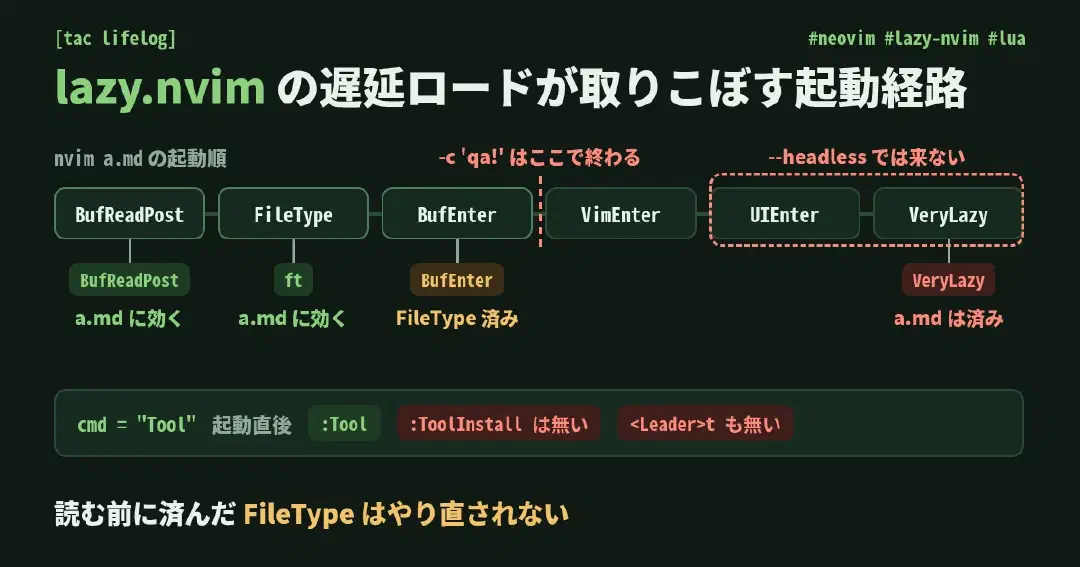 [tac lifelog]
#neovim #lazy-nvim #lua
lazy.nvim の遅延ロードが取りこぼす起動経路
nvim a.md の起動順
-c 'qa!' はここで終わる
--headless では来ない
BufReadPost
FileType
BufEnter
VimEnter
UIEnter
VeryLazy
BufReadPost
ft
BufEnter
VeryLazy
a.md に効く
a.md に効く
FileType 済み
a.md は済み
cmd = "Tool" 起動直後 :Tool :ToolInstall は無い <Leader>t も無い
読む前に済んだ FileType はやり直されない